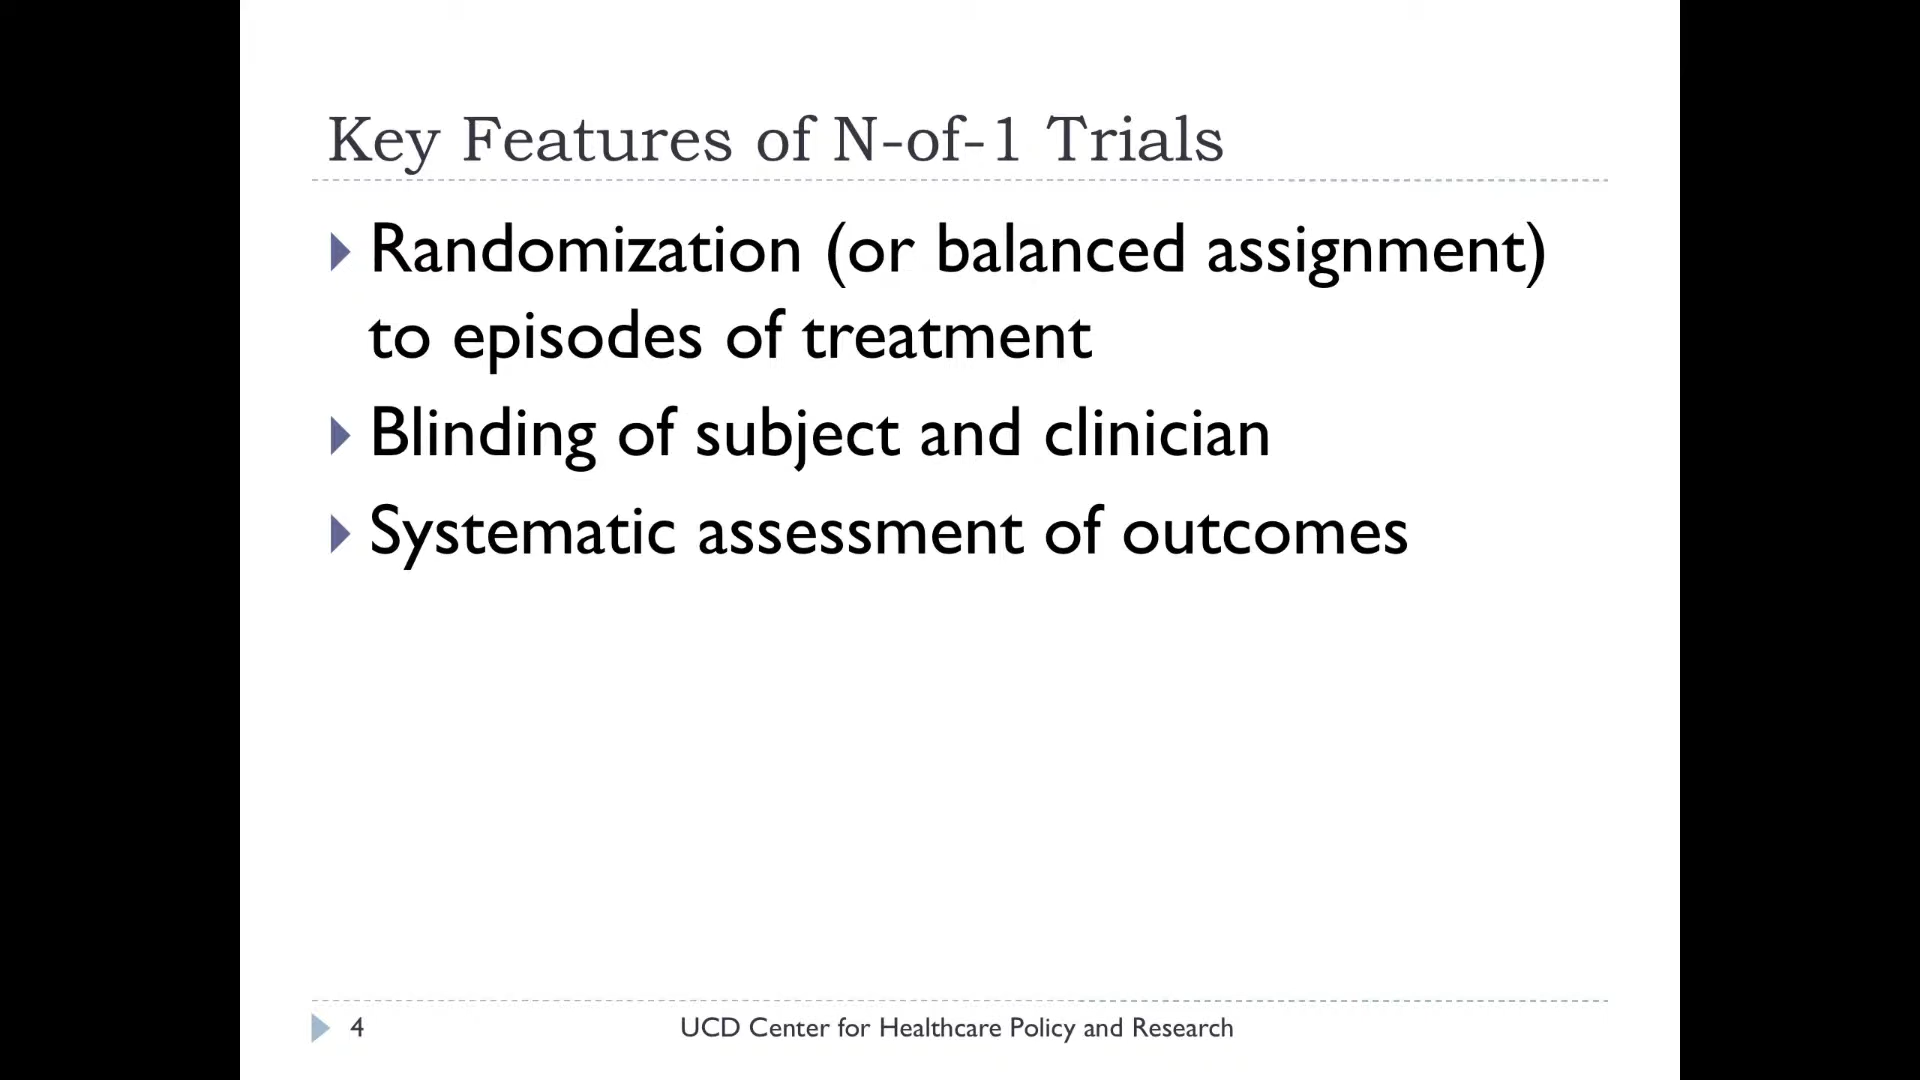 Key Features of N-of-1 Trials
Randomization (or balanced assignment)
to episodes of treatment
Blinding of subject and clinician
Systematic assessment of outcomes
4
UCD Center for Healthcare Policy and Research